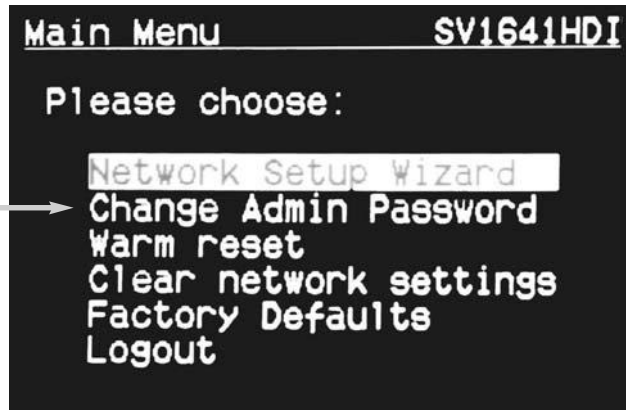 Main Menu SV1641HDI
Please choose:
Network Setup Wizard
Change Admin Password
Warm reset
Clear network settings
Factory Defaults
Logout